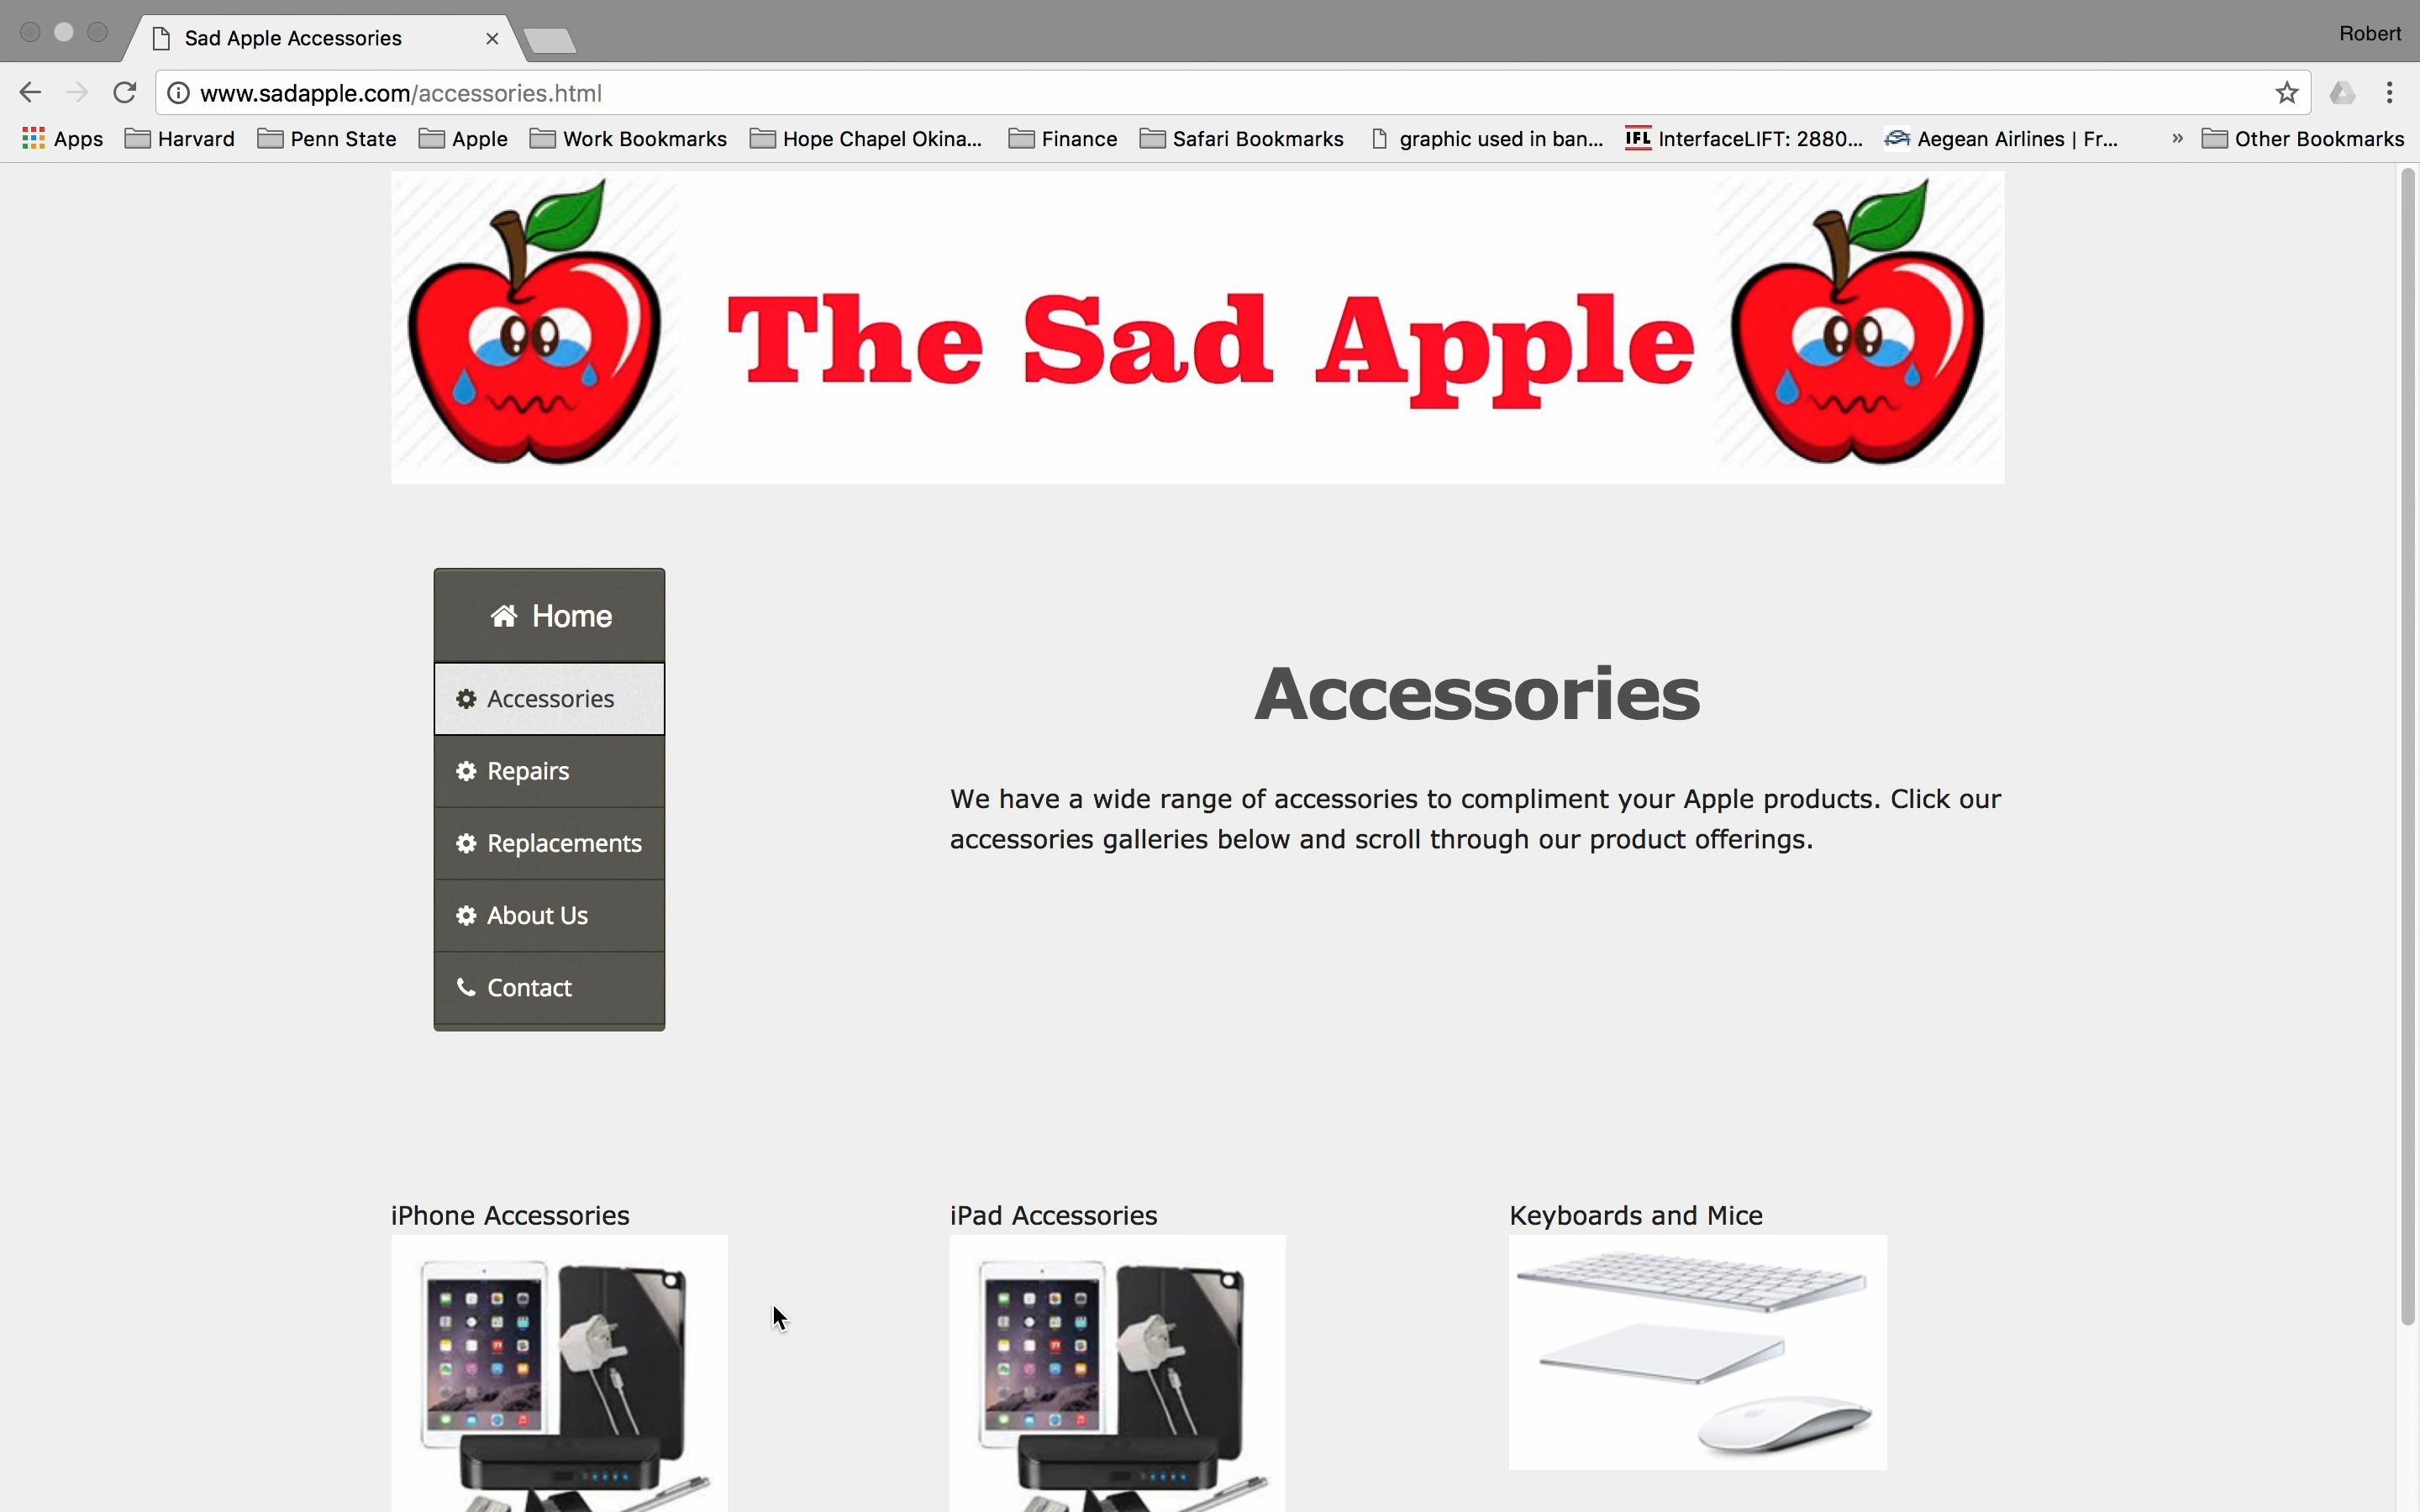 Sad Apple Accessories
Robert
www.sadapple.com/accessories.html
Apps Harvard Penn State Apple Work Bookmarks Hope Chapel Okina... Finance Safari Bookmarks graphic used in ban... IFL InterfaceLIFT: 2880... Aegean Airlines | Fr... » Other Bookmarks
The Sad Apple
Home
Accessories
Repairs
Replacements
About Us
Contact
Accessories
We have a wide range of accessories to compliment your Apple products. Click our
accessories galleries below and scroll through our product offerings.
iPhone Accessories
iPad Accessories
Keyboards and Mice